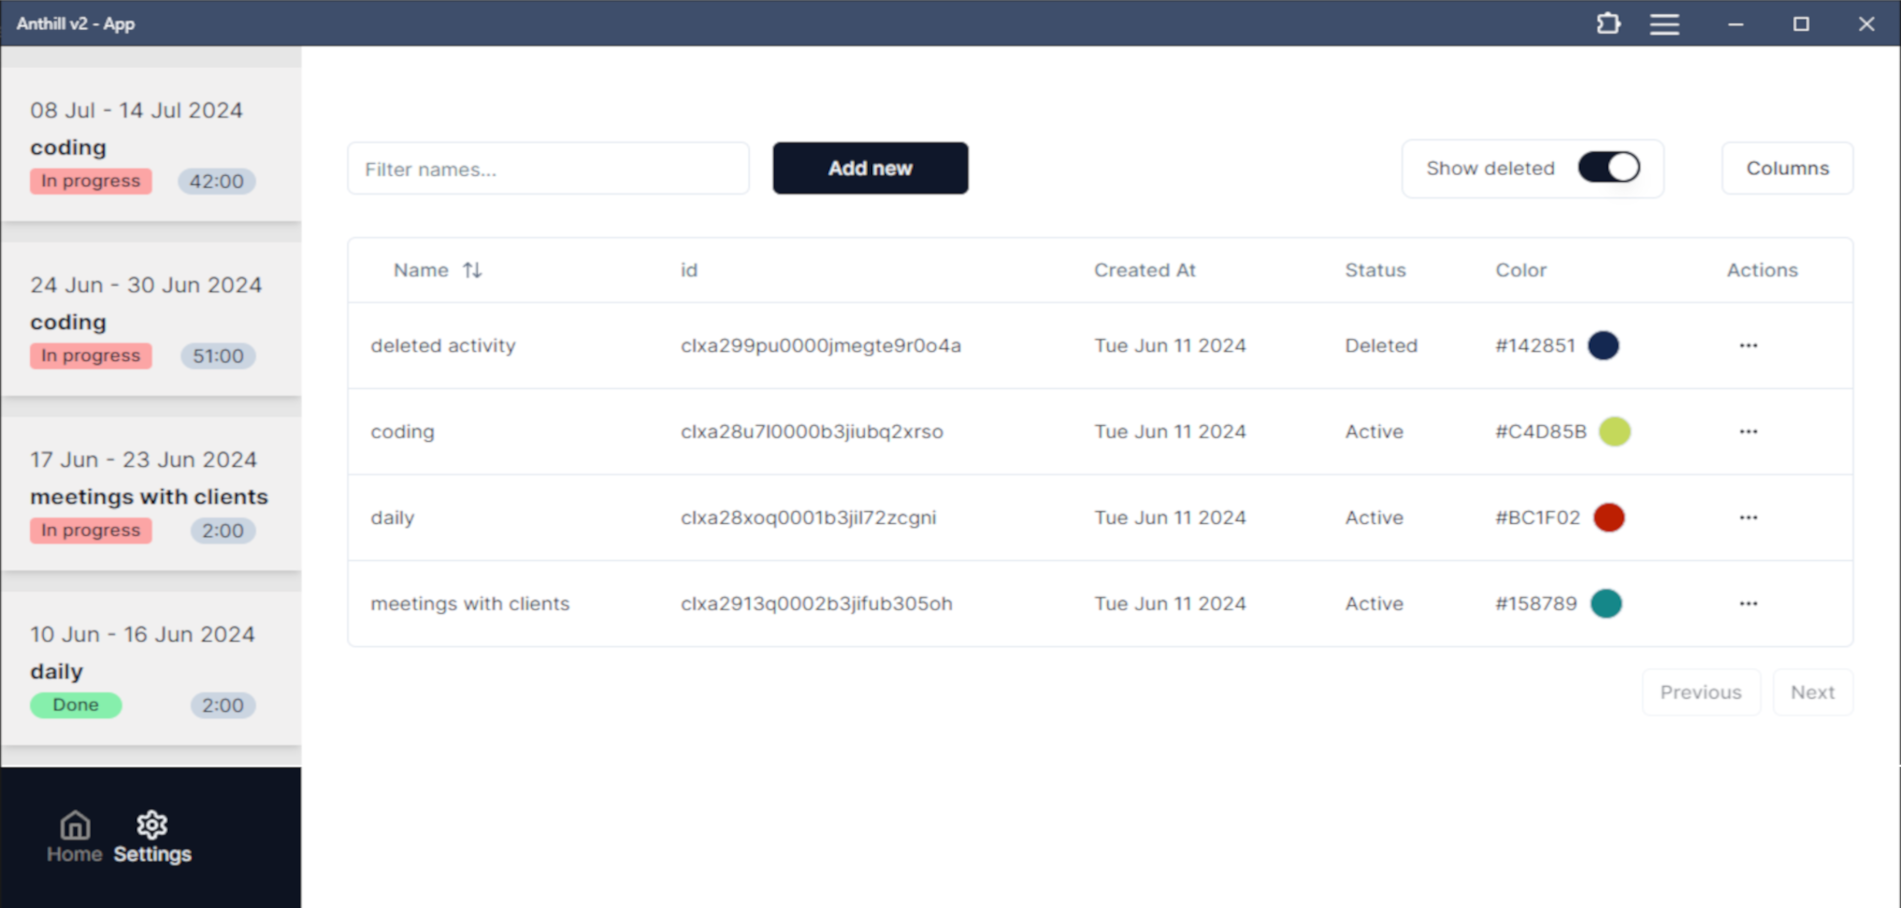 Anthill v2 - App
08 Jul - 14 Jul 2024
coding
In progress 42:00
24 Jun - 30 Jun 2024
coding
In progress 51:00
17 Jun - 23 Jun 2024
meetings with clients
In progress 2:00
10 Jun - 16 Jun 2024
daily
Done 2:00
Home Settings
Filter names... Add new Show deleted Columns
Name id Created At Status Color Actions
deleted activity clxa299pu0000jmegte9r0o4a Tue Jun 11 2024 Deleted #142851
coding clxa28u7l0000b3jiubq2xrso Tue Jun 11 2024 Active #C4D85B
daily clxa28xoq0001b3jil72zcgni Tue Jun 11 2024 Active #BC1F02
meetings with clients clxa2913q0002b3jifub305oh Tue Jun 11 2024 Active #158789
Previous Next